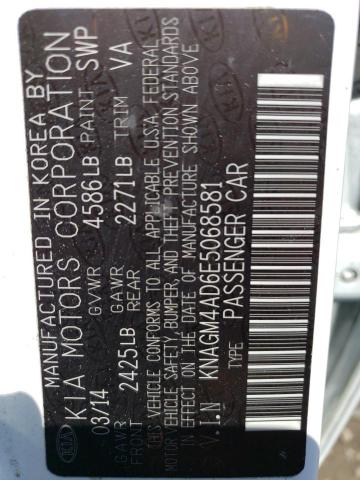 MANUFACTURED IN KOREA BY
KIA KIA MOTORS CORPORATION
03/14 GVWR 4586LB PAINT SWP
GAWR FRONT 2425LB GAWR REAR 2271LB TRIM VA
THIS VEHICLE CONFORMS TO ALL APPLICABLE U.S.A. FEDERAL
MOTOR VEHICLE SAFETY, BUMPER, AND THEFT PREVENTION STANDARDS
IN EFFECT ON THE DATE OF MANUFACTURE SHOWN ABOVE
V.I.N KNAGM4AD6E5068581
TYPE PASSENGER CAR